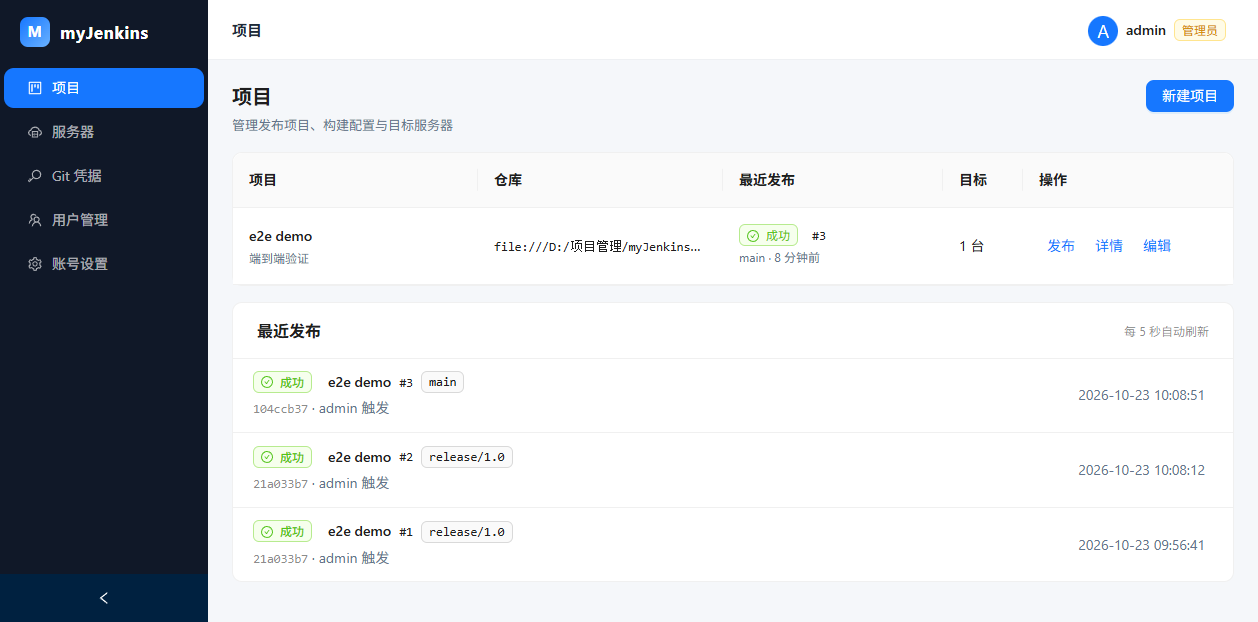 M myJenkins
项目
服务器
Git 凭据
用户管理
账号设置
项目
A admin 管理员
项目
新建项目
管理发布项目、构建配置与目标服务器
项目 仓库 最近发布 目标 操作
e2e demo
端到端验证
file:///D:/项目管理/myJenkins...
成功 #3
main · 8 分钟前
1 台
发布 详情 编辑
最近发布
每 5 秒自动刷新
成功 e2e demo #3 main
104ccb37 · admin 触发
2026-10-23 10:08:51
成功 e2e demo #2 release/1.0
21a033b7 · admin 触发
2026-10-23 10:08:12
成功 e2e demo #1 release/1.0
21a033b7 · admin 触发
2026-10-23 09:56:41